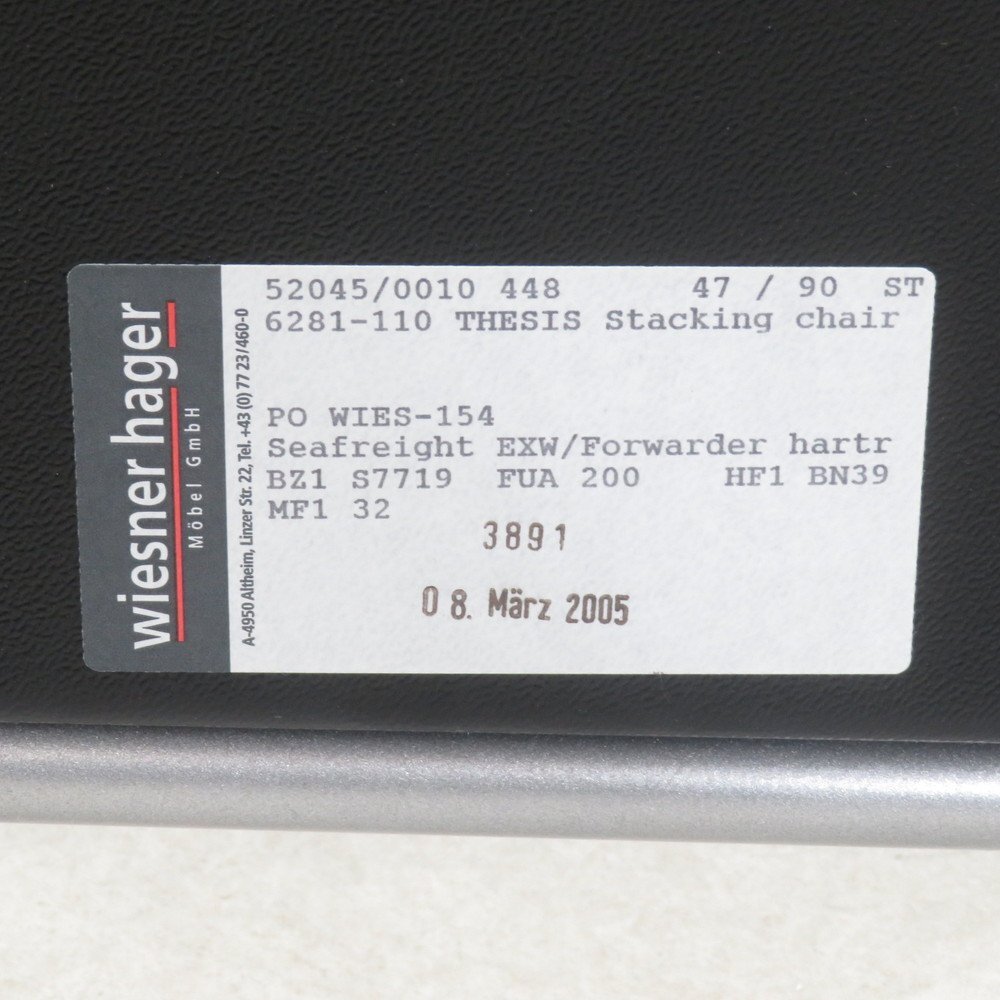 wiesner hager
Möbel GmbH
A-4950 Altheim, Linzer Str. 22, Tel. +43 (0) 77 23/460-0
52045/0010 448 47 / 90 ST
6281-110 THESIS Stacking chair
PO WIES-154
Seafreight EXW/Forwarder hartr
BZ1 S7719 FUA 200 HF1 BN39
MF1 32
3891
08. März 2005